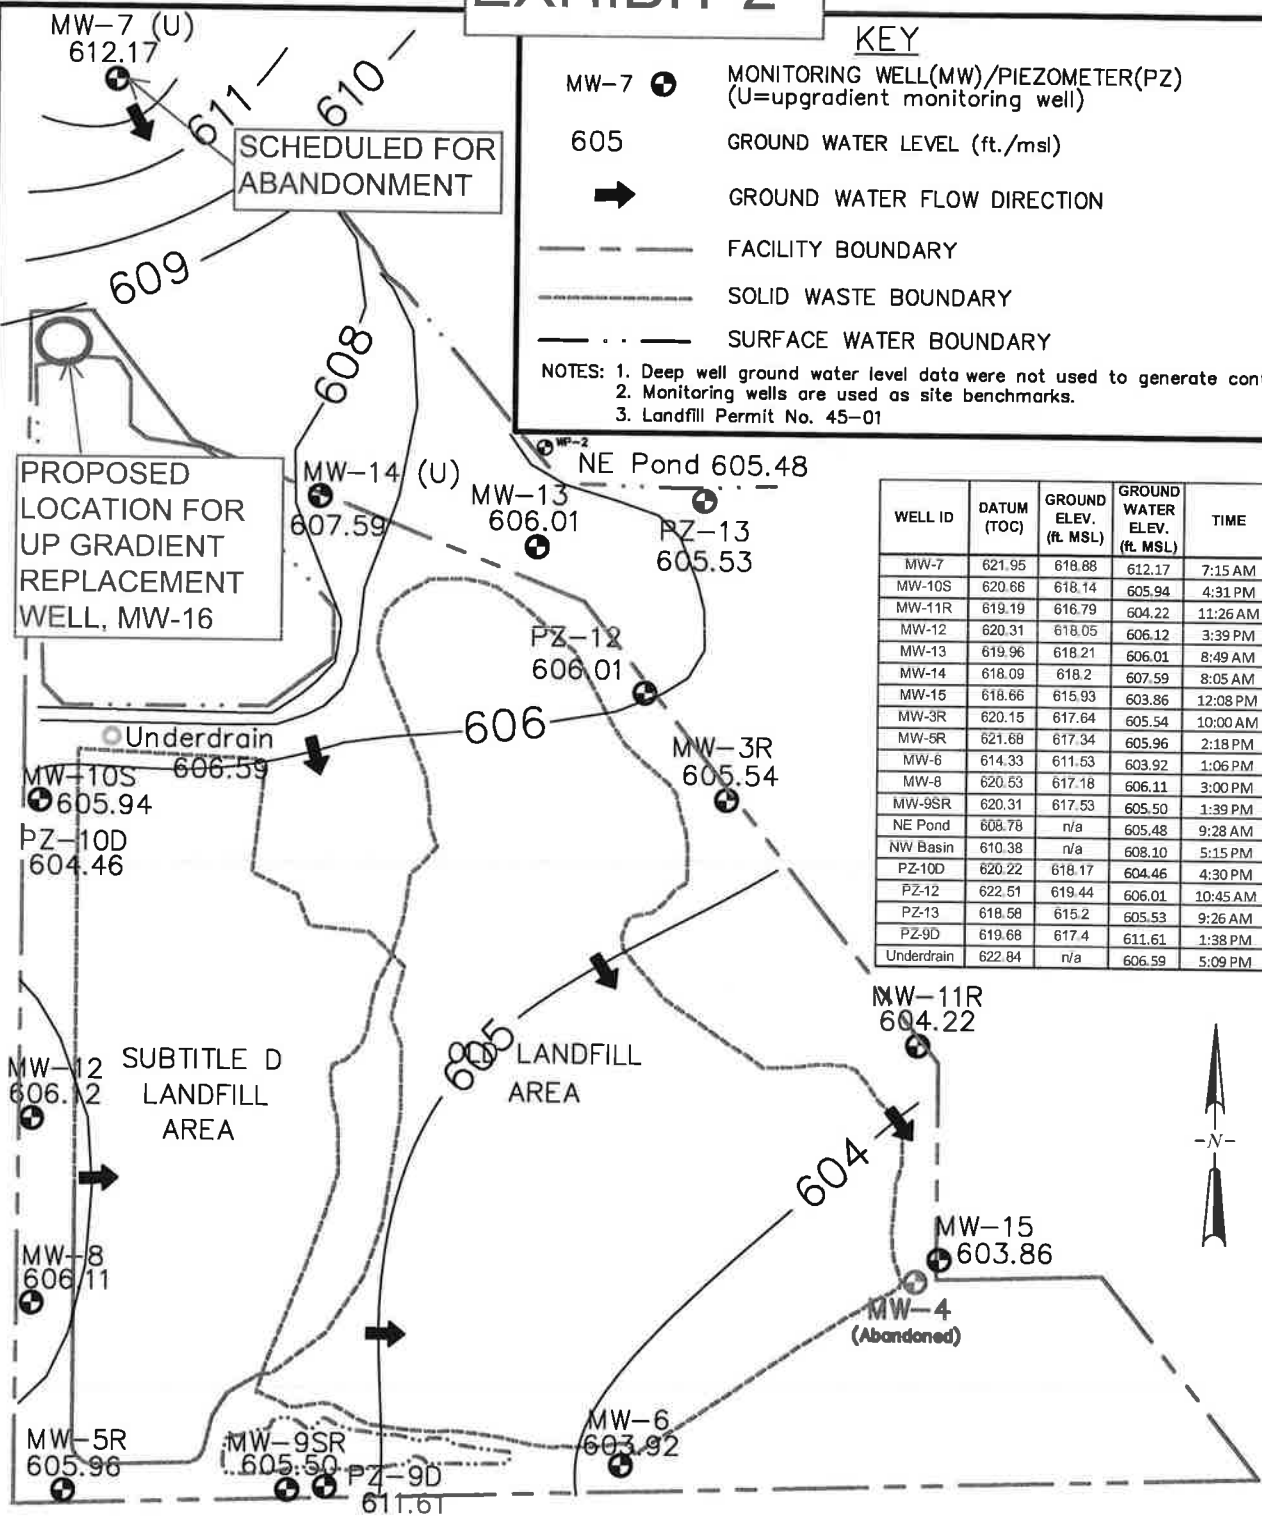 EXHIBIT 2
MW-7 (U)
612.17
611
610
SCHEDULED FOR
ABANDONMENT
609
608
KEY
MW-7
MONITORING WELL(MW)/PIEZOMETER(PZ)
(U=upgradient monitoring well)
605
GROUND WATER LEVEL (ft./msl)
GROUND WATER FLOW DIRECTION
FACILITY BOUNDARY
SOLID WASTE BOUNDARY
SURFACE WATER BOUNDARY
NOTES: 1. Deep well ground water level data were not used to generate con
2. Monitoring wells are used as site benchmarks.
3. Landfill Permit No. 45-01
PROPOSED
LOCATION FOR
UP GRADIENT
REPLACEMENT
WELL, MW-16
MW-14 (U)
607.59
WP-2
NE Pond 605.48
MW-13
606.01
PZ-13
605.53
PZ-12
606.01
606
MW-3R
605.54
Underdrain
606.59
MW-10S
605.94
PZ-10D
604.46
WELL ID DATUM (TOC) GROUND ELEV. (ft. MSL) GROUND WATER ELEV. (ft. MSL) TIME
MW-7 621.95 618.88 612.17 7:15 AM
MW-10S 620.66 618.14 605.94 4:31 PM
MW-11R 619.19 616.79 604.22 11:26 AM
MW-12 620.31 618.05 606.12 3:39 PM
MW-13 619.96 618.21 606.01 8:49 AM
MW-14 618.09 618.2 607.59 8:05 AM
MW-15 618.66 615.93 603.86 12:08 PM
MW-3R 620.15 617.64 605.54 10:00 AM
MW-5R 621.68 617.34 605.96 2:18 PM
MW-6 614.33 611.53 603.92 1:06 PM
MW-8 620.53 617.18 606.11 3:00 PM
MW-9SR 620.31 617.53 605.50 1:39 PM
NE Pond 608.78 n/a 605.48 9:28 AM
NW Basin 610.38 n/a 608.10 5:15 PM
PZ-10D 620.22 618.17 604.46 4:30 PM
PZ-12 622.51 619.44 606.01 10:45 AM
PZ-13 618.58 615.2 605.53 9:26 AM
PZ-9D 619.68 617.4 611.61 1:38 PM
Underdrain 622.84 n/a 606.59 5:09 PM
MW-11R
604.22
MW-12
606.12
SUBTITLE D
LANDFILL
AREA
605
OLD LANDFILL
AREA
604
-N-
MW-8
606.11
MW-15
603.86
MW-4
(Abandoned)
MW-5R
605.96
MW-9SR
605.50
PZ-9D
611.61
MW-6
603.92